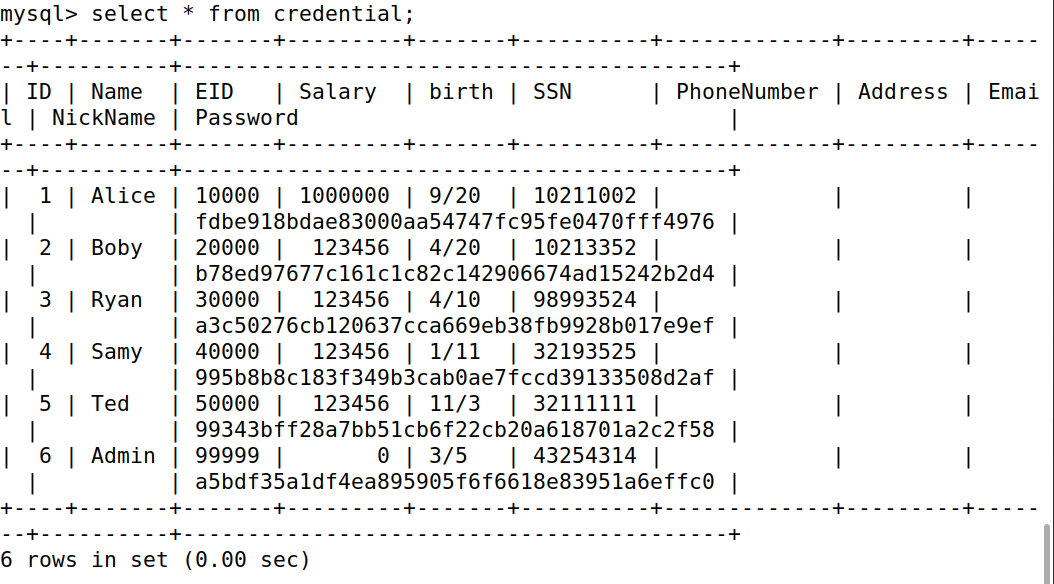 mysql> select * from credential;
+----+-------+-------+---------+-------+----------+-------------+---------+-----
--+----------+------------------------------------------+
| ID | Name  | EID   | Salary  | birth | SSN      | PhoneNumber | Address | Emai
l | NickName | Password                                 |
+----+-------+-------+---------+-------+----------+-------------+---------+-----
--+----------+------------------------------------------+
|  1 | Alice | 10000 | 1000000 | 9/20  | 10211002 |             |         |
  |          | fdbe918bdae83000aa54747fc95fe0470fff4976 |
|  2 | Boby  | 20000 |  123456 | 4/20  | 10213352 |             |         |
  |          | b78ed97677c161c1c82c142906674ad15242b2d4 |
|  3 | Ryan  | 30000 |  123456 | 4/10  | 98993524 |             |         |
  |          | a3c50276cb120637cca669eb38fb9928b017e9ef |
|  4 | Samy  | 40000 |  123456 | 1/11  | 32193525 |             |         |
  |          | 995b8b8c183f349b3cab0ae7fccd39133508d2af |
|  5 | Ted   | 50000 |  123456 | 11/3  | 32111111 |             |         |
  |          | 99343bff28a7bb51cb6f22cb20a618701a2c2f58 |
|  6 | Admin | 99999 |       0 | 3/5   | 43254314 |             |         |
  |          | a5bdf35a1df4ea895905f6f6618e83951a6effc0 |
+----+-------+-------+---------+-------+----------+-------------+---------+-----
--+----------+------------------------------------------+
6 rows in set (0.00 sec)